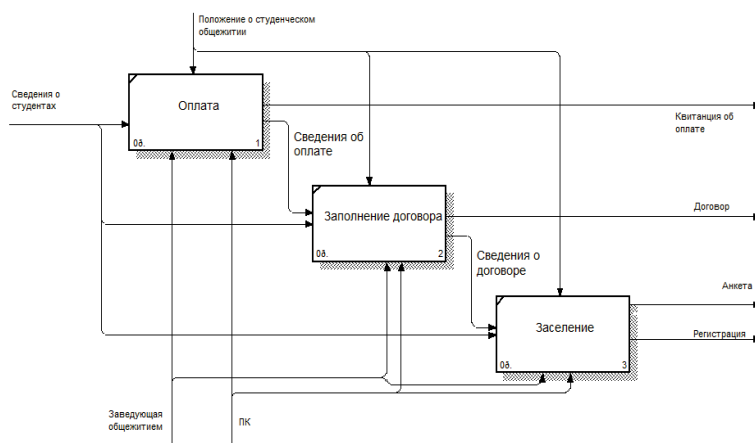 Положение о студенческом
общежитии
Сведения о
студентах
Оплата
0д.
1
Квитанция об
оплате
Сведения об
оплате
Заполнение договора
0д.
2
Договор
Сведения о
договоре
Анкета
Заселение
Регистрация
0д.
3
Заведующая
общежитием
ПК